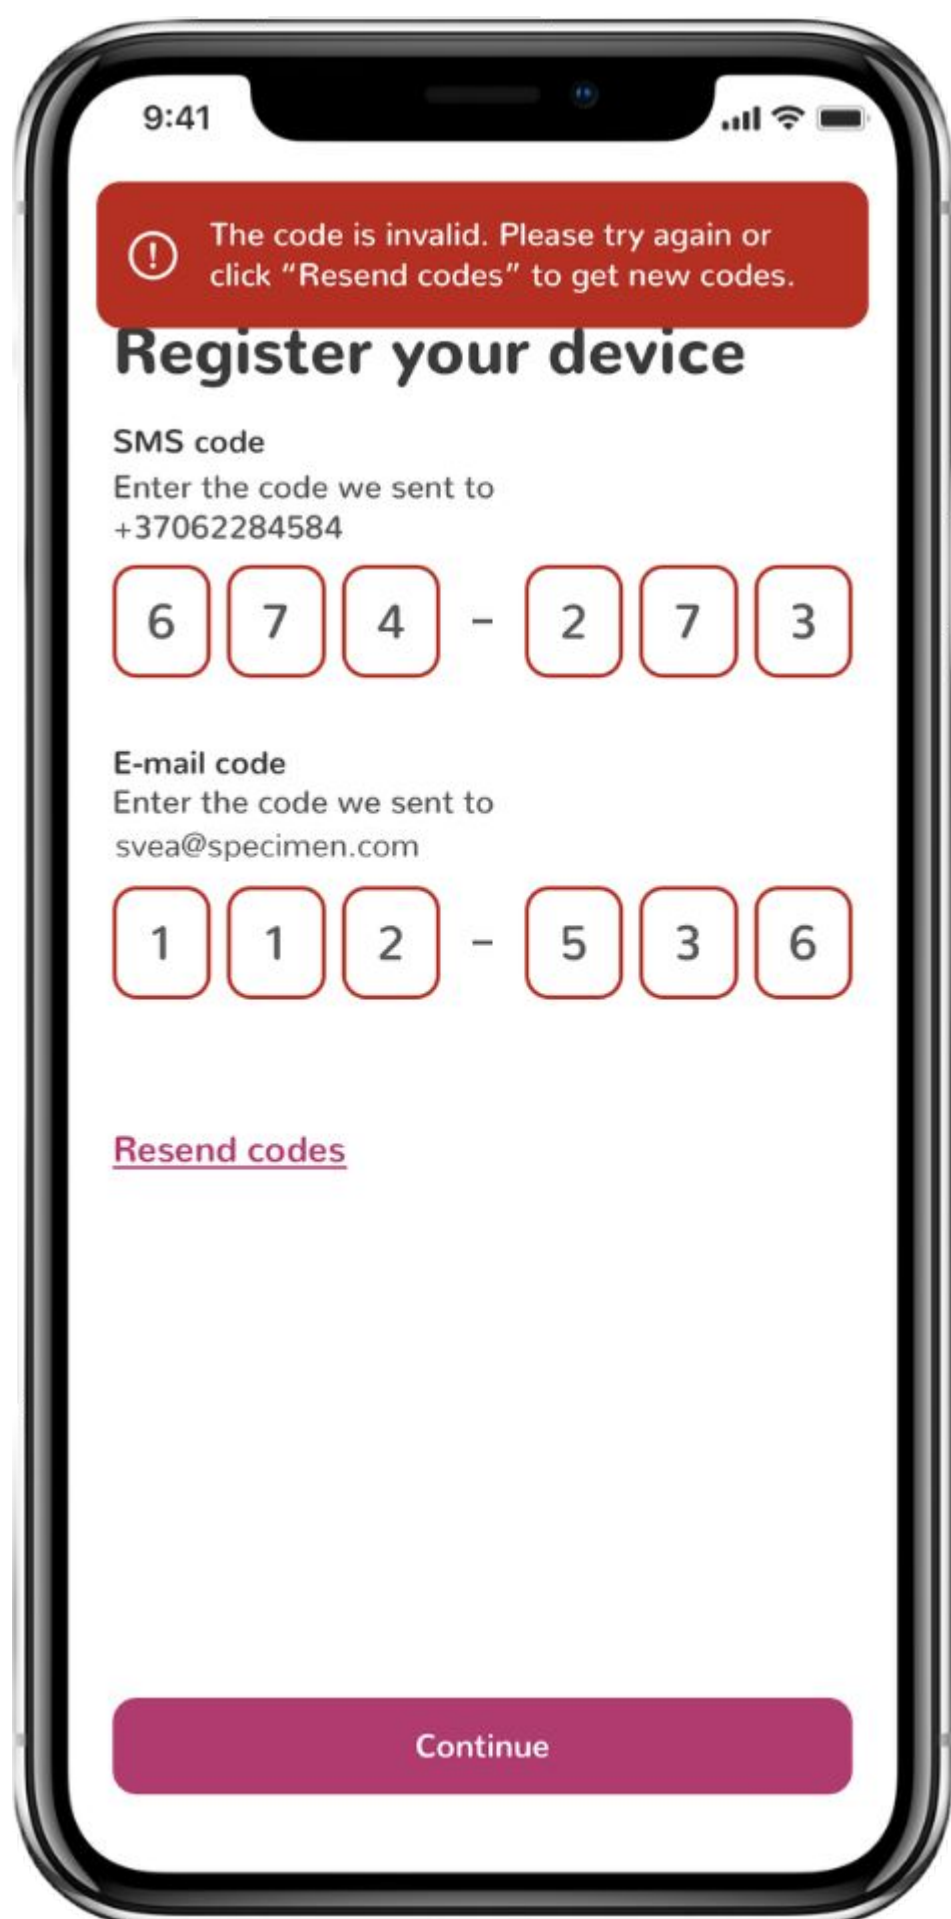 9:41
The code is invalid. Please try again or
click “Resend codes” to get new codes.
Register your device
SMS code
Enter the code we sent to
+37062284584
6 7 4 - 2 7 3
E-mail code
Enter the code we sent to
svea@specimen.com
1 1 2 - 5 3 6
Resend codes
Continue